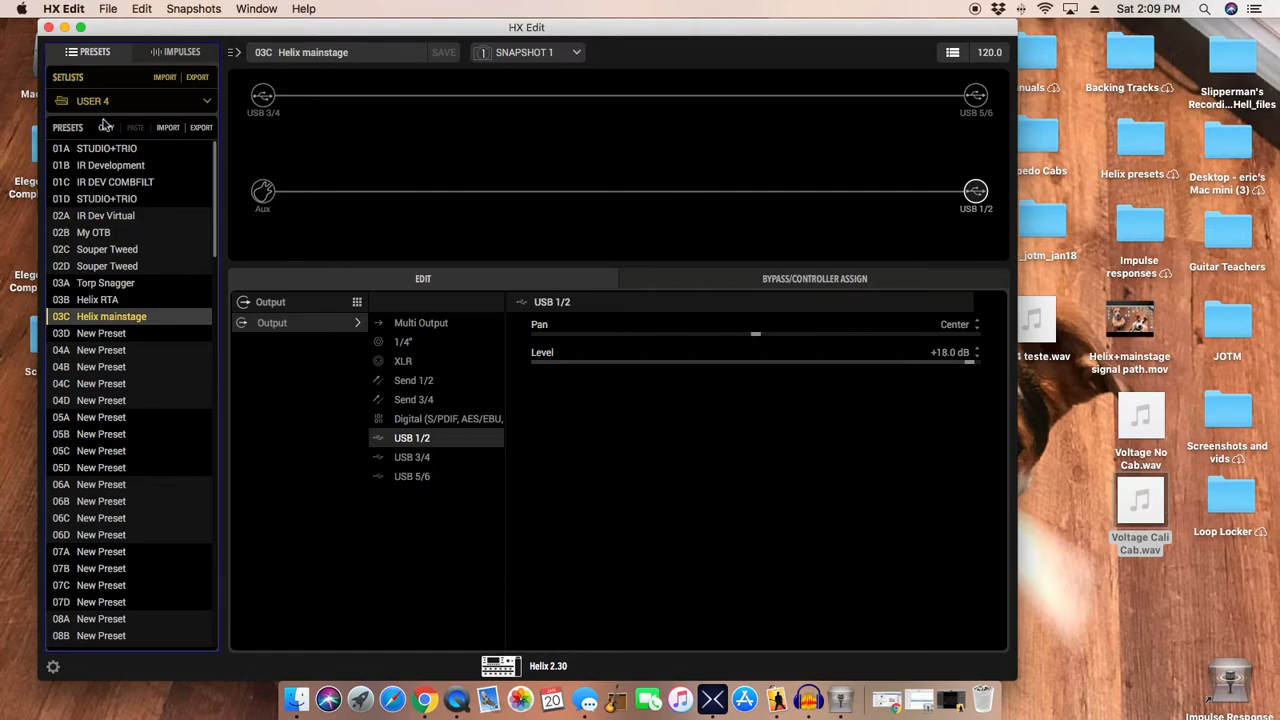 HX Edit File Edit Snapshots Window Help
Sat 2:09 PM
HX Edit
PRESETS IMPULSES
SETLISTS IMPORT EXPORT
USER 4
PRESETS PASTE IMPORT EXPORT
01A STUDIO+TRIO
01B IR Development
01C IR DEV COMBFILT
01D STUDIO+TRIO
02A IR Dev Virtual
02B My OTB
02C Souper Tweed
02D Souper Tweed
03A Torp Snagger
03B Helix RTA
03C Helix mainstage
03D New Preset
04A New Preset
04B New Preset
04C New Preset
04D New Preset
05A New Preset
05B New Preset
05C New Preset
05D New Preset
06A New Preset
06B New Preset
06C New Preset
06D New Preset
07A New Preset
07B New Preset
07C New Preset
07D New Preset
08A New Preset
08B New Preset
03C Helix mainstage SAVE 1 SNAPSHOT 1 120.0
USB 3/4 USB 5/6
Aux USB 1/2
EDIT BYPASS/CONTROLLER ASSIGN
Output
Output
Multi Output
1/4"
XLR
Send 1/2
Send 3/4
Digital (S/PDIF, AES/EBU,
USB 1/2
USB 3/4
USB 5/6
USB 1/2
Pan Center
Level +18.0 dB
Helix 2.30
Backing Tracks
Slipperman's
Recordi...Hell_files
Helix presets
Desktop - eric's
Mac mini (3)
Impulse
responses
Guitar Teachers
_jotm_jan18
Helix+mainstage
signal path.mov
JOTM
Voltage No
Cab.wav
Screenshots and
vids
Voltage Cali
Cab.wav
Loop Locker
Impulse Response
JAN
20